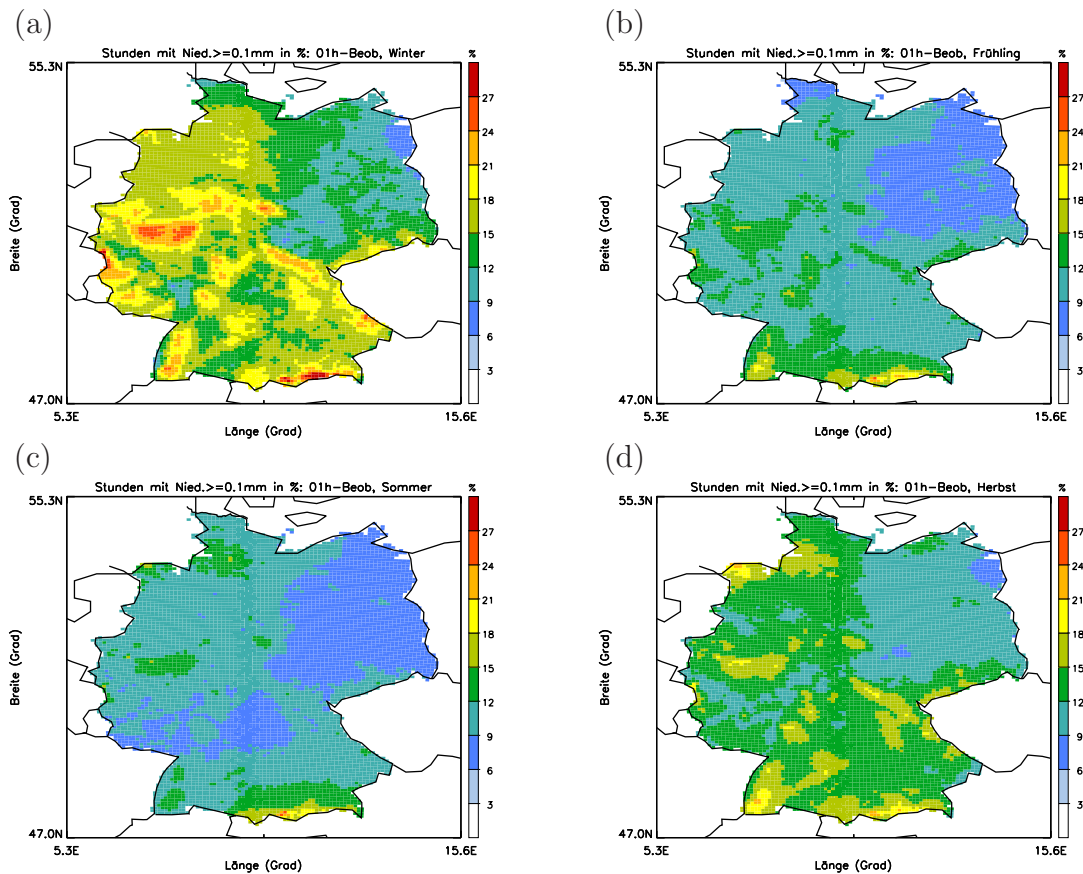 (a)
Stunden mit Nied.>=0.1mm in %: 01h-Beob, Winter
%
55.3N
27
24
21
18
15
12
9
6
3
Breite (Grad)
47.0N
5.3E
15.6E
Länge (Grad)
(b)
Stunden mit Nied.>=0.1mm in %: 01h-Beob, Frühling
%
55.3N
27
24
21
18
15
12
9
6
3
Breite (Grad)
47.0N
5.3E
15.6E
Länge (Grad)
(c)
Stunden mit Nied.>=0.1mm in %: 01h-Beob, Sommer
%
55.3N
27
24
21
18
15
12
9
6
3
Breite (Grad)
47.0N
5.3E
15.6E
Länge (Grad)
(d)
Stunden mit Nied.>=0.1mm in %: 01h-Beob, Herbst
%
55.3N
27
24
21
18
15
12
9
6
3
Breite (Grad)
47.0N
5.3E
15.6E
Länge (Grad)